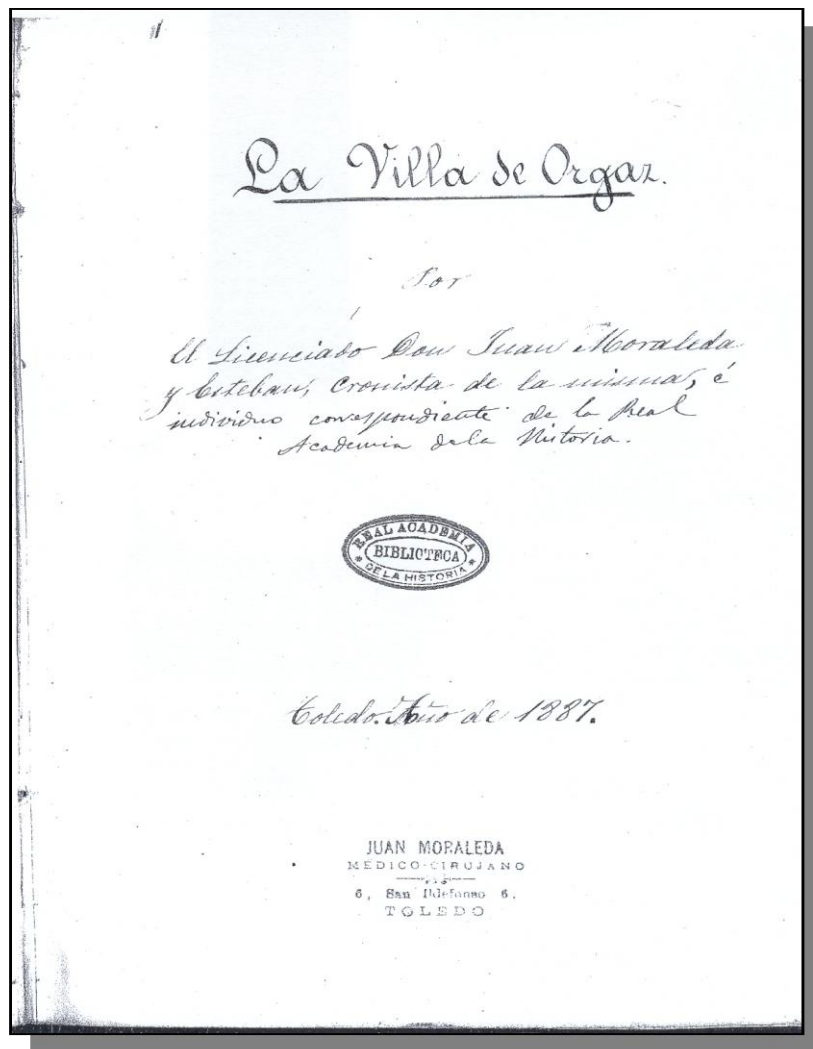 La Villa de Orgaz.
Por
El Licenciado Don Juan Moraleda
y Esteban, Cronista de la misma, é
individuo correspondiente de la Real
Academia de la Historia.
REAL ACADEMIA
BIBLIOTECA
* DE LA HISTORIA *
Toledo. Año de 1887.
JUAN MORALEDA
MÉDICO-CIRUJANO
6, San Ildefonso 6.
TOLEDO